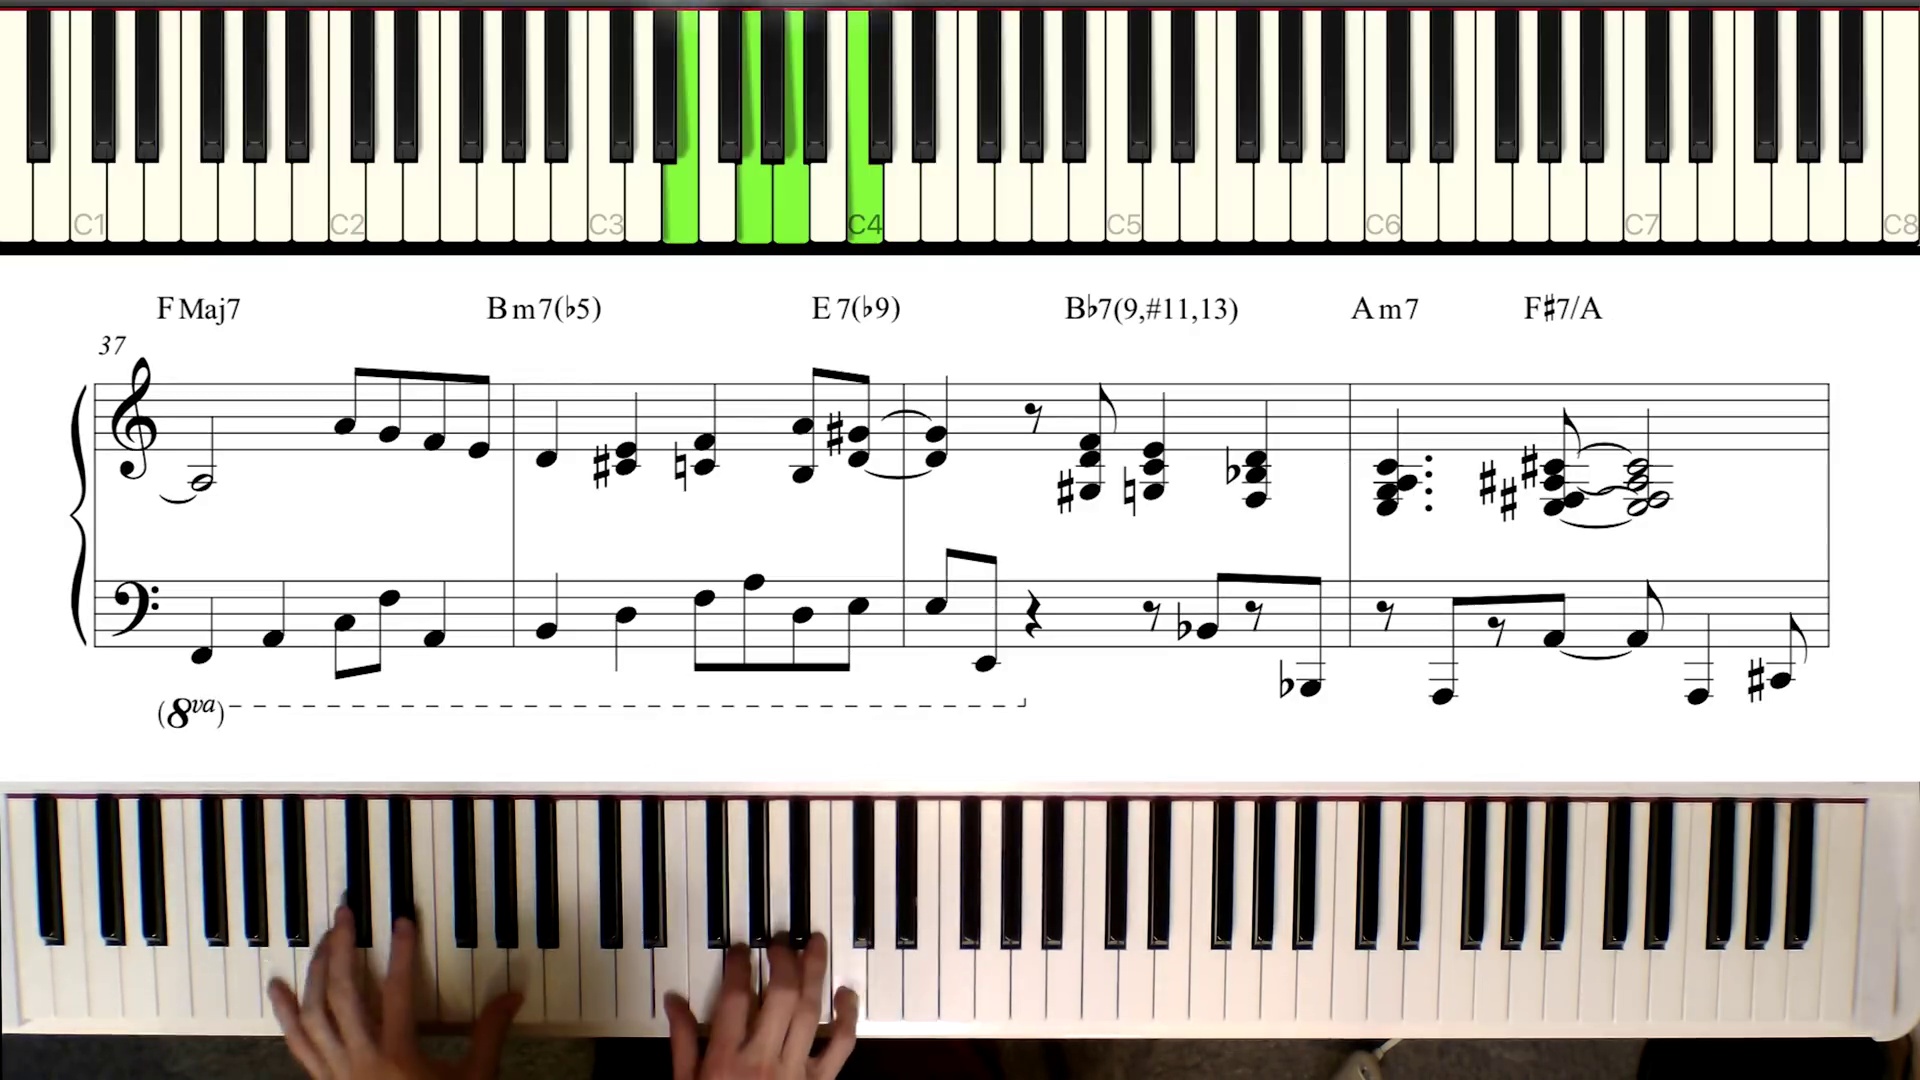 C1 C2 C3 C4 C5 C6 C7 C8
F Maj7 B m7(♭5) E 7(♭9) B♭7(9,#11,13) A m7 F♯7/A
37
(8va)